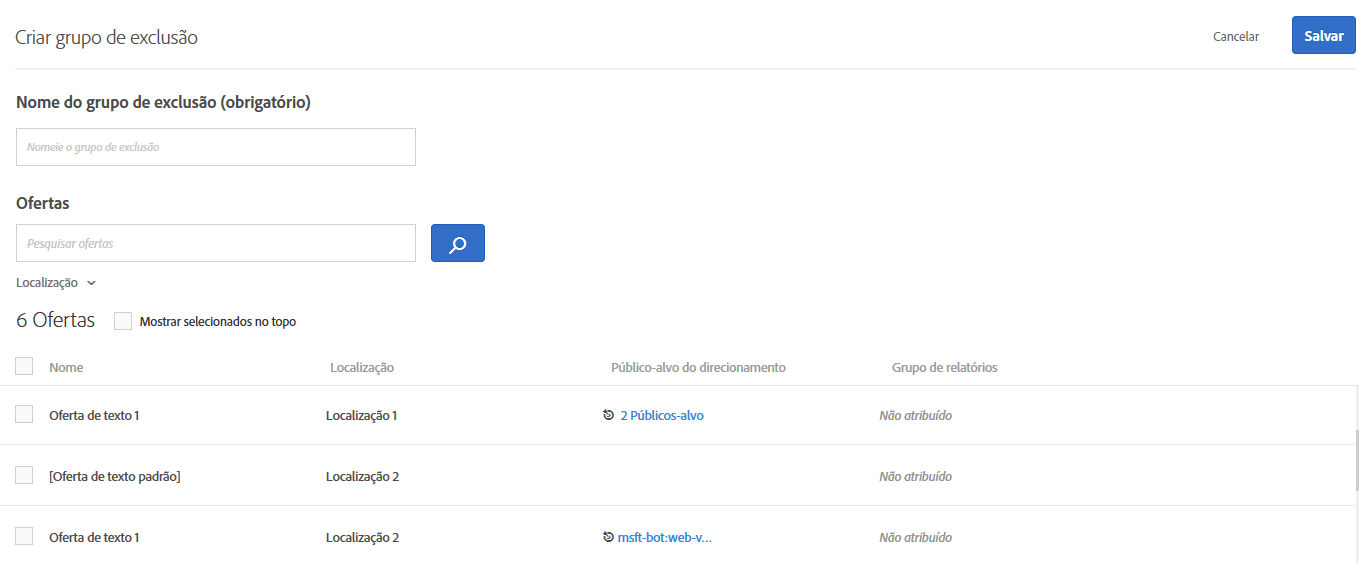 Criar grupo de exclusão Cancelar Salvar
Nome do grupo de exclusão (obrigatório)
Nomeie o grupo de exclusão
Ofertas
Pesquisar ofertas
Localização
6 Ofertas Mostrar selecionados no topo
Nome Localização Público-alvo do direcionamento Grupo de relatórios
Oferta de texto 1 Localização 1 2 Públicos-alvo Não atribuído
[Oferta de texto padrão] Localização 2 Não atribuído
Oferta de texto 1 Localização 2 msft-bot:web-v... Não atribuído